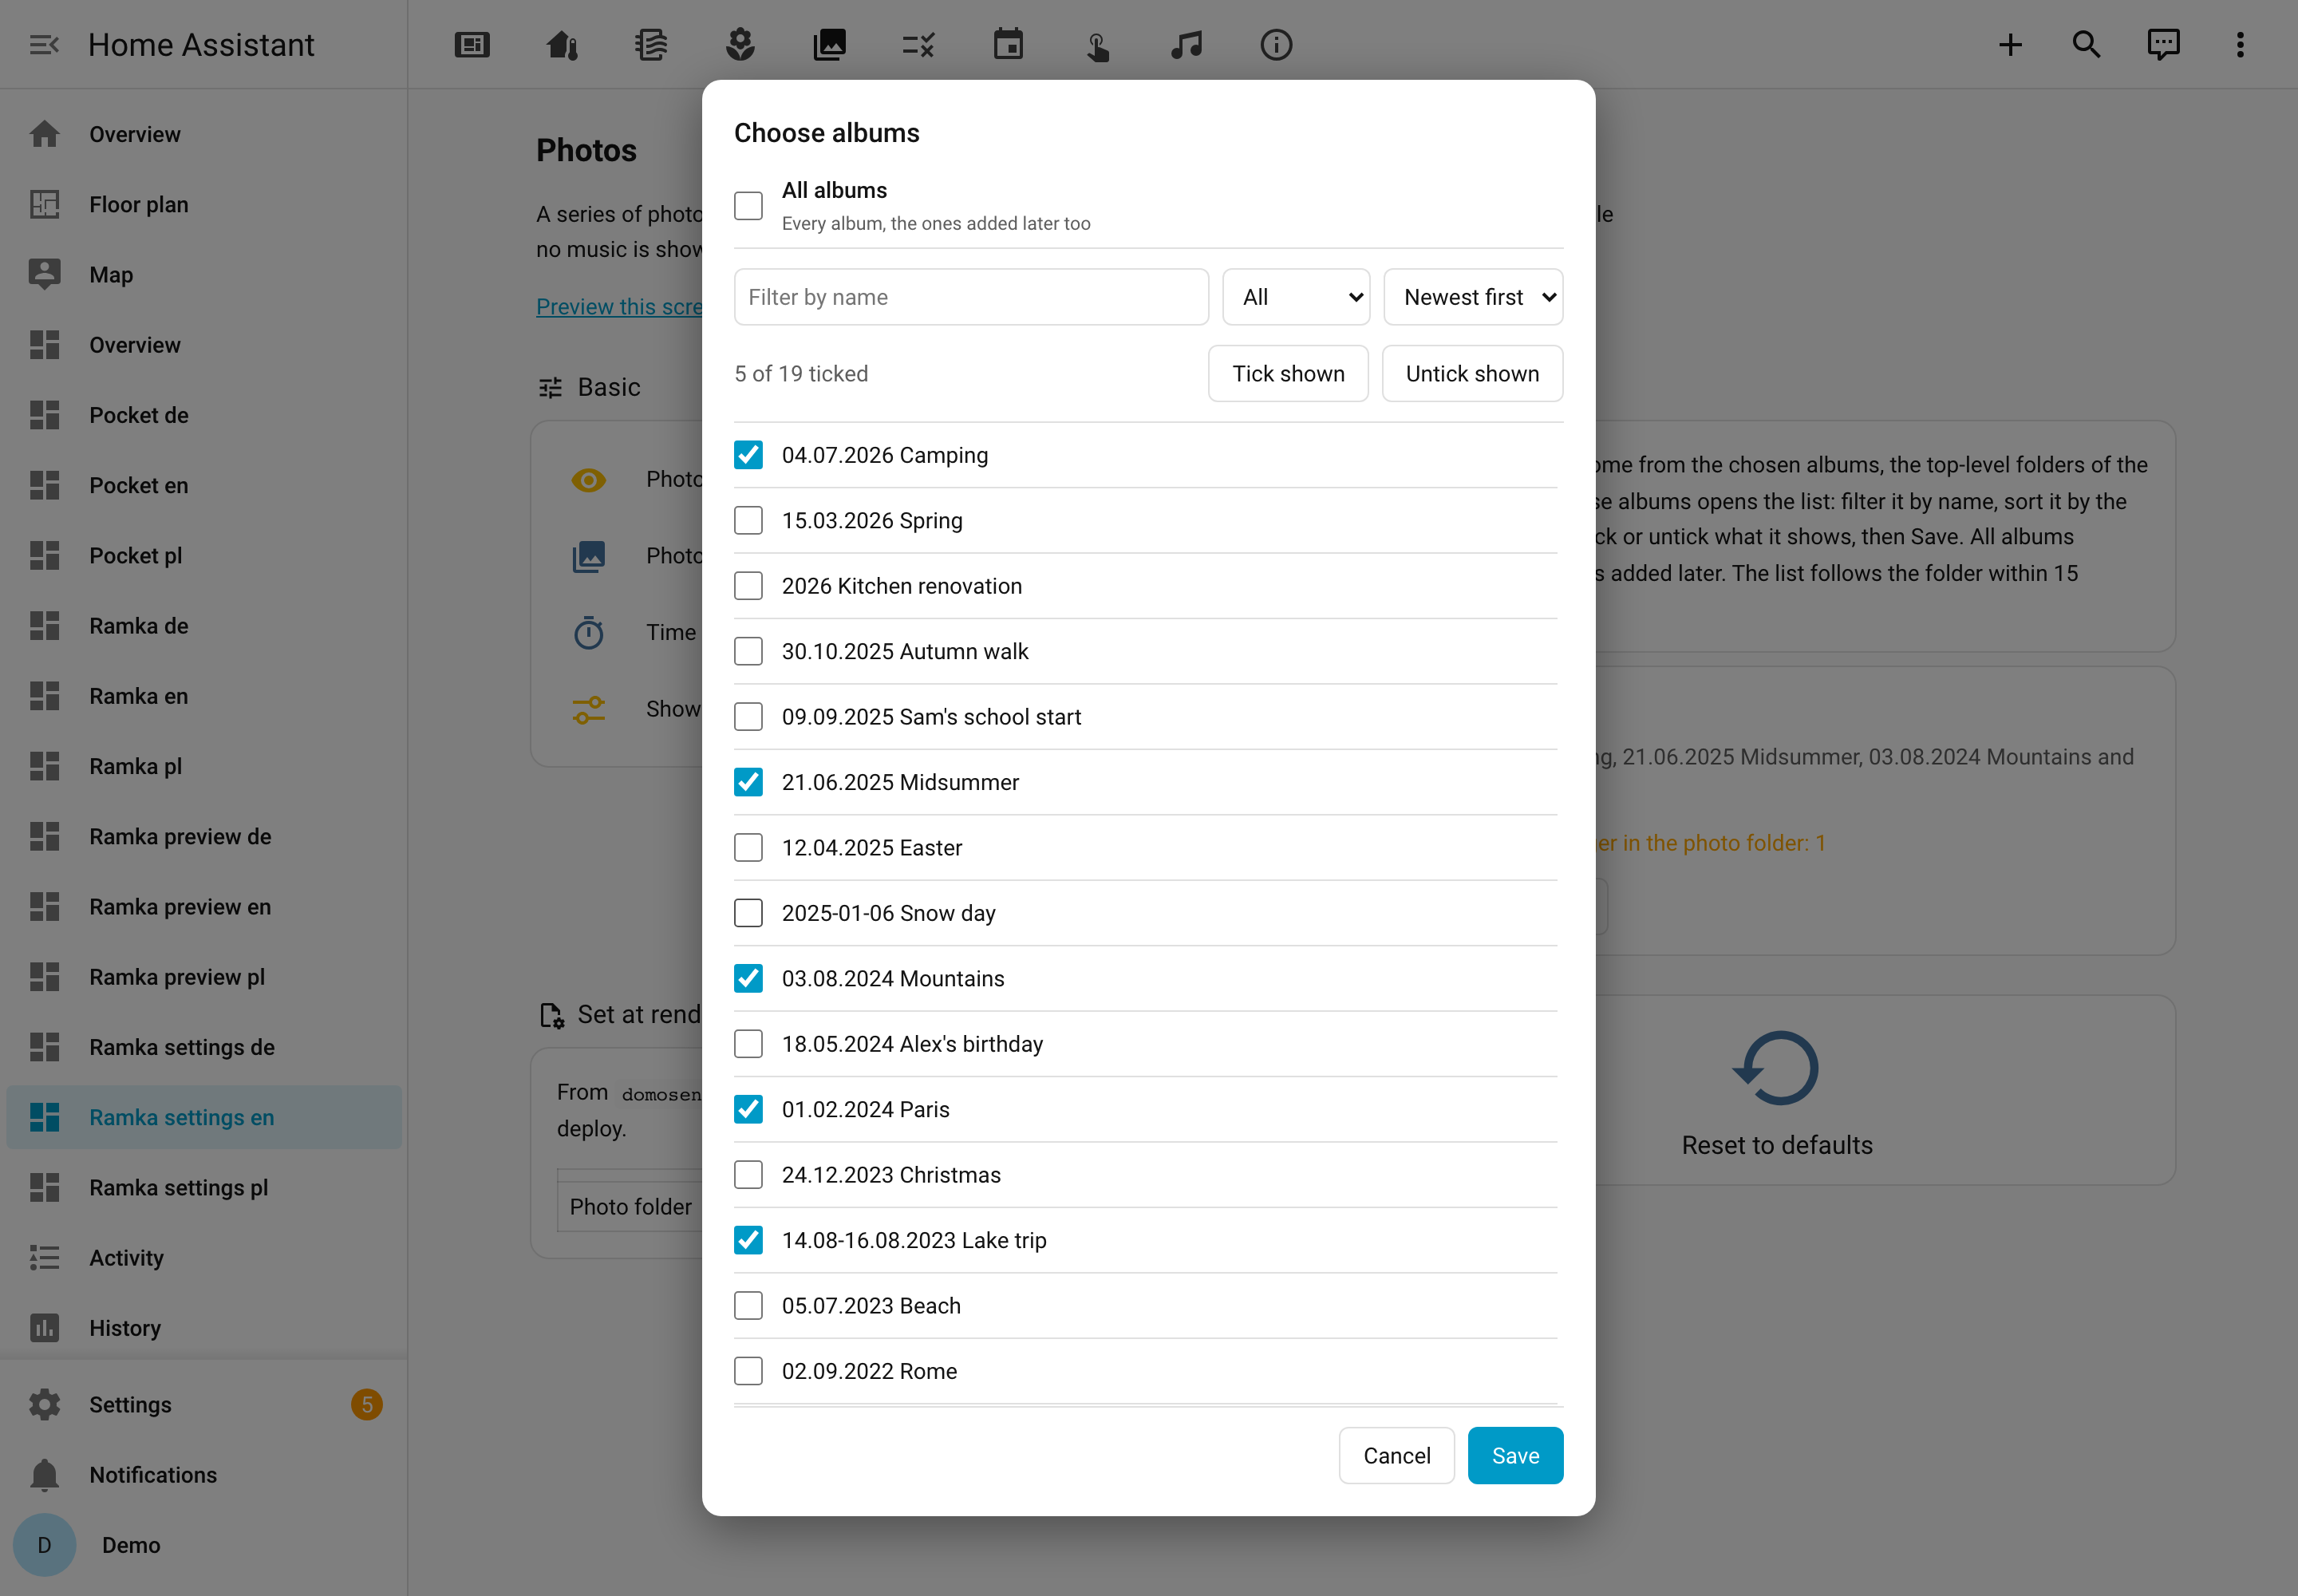 Home Assistant
Overview
Floor plan
Map
Overview
Pocket de
Pocket en
Pocket pl
Ramka de
Ramka en
Ramka pl
Ramka preview de
Ramka preview en
Ramka preview pl
Ramka settings de
Ramka settings en
Ramka settings pl
Activity
History
Settings
5
Notifications
D
Demo
Photos
A series of photo
no music is show
Preview this scre
Basic
Photo
Photo
Time
Show
Set at rend
From domosen
deploy.
Photo folder
Choose albums
All albums
Every album, the ones added later too
Filter by name
All
Newest first
5 of 19 ticked
Tick shown
Untick shown
04.07.2026 Camping
15.03.2026 Spring
2026 Kitchen renovation
30.10.2025 Autumn walk
09.09.2025 Sam's school start
21.06.2025 Midsummer
12.04.2025 Easter
2025-01-06 Snow day
03.08.2024 Mountains
18.05.2024 Alex's birthday
01.02.2024 Paris
24.12.2023 Christmas
14.08-16.08.2023 Lake trip
05.07.2023 Beach
02.09.2022 Rome
Cancel
Save
le
ome from the chosen albums, the top-level folders of the
se albums opens the list: filter it by name, sort it by the
ck or untick what it shows, then Save. All albums
s added later. The list follows the folder within 15
ng, 21.06.2025 Midsummer, 03.08.2024 Mountains and
er in the photo folder: 1
Reset to defaults